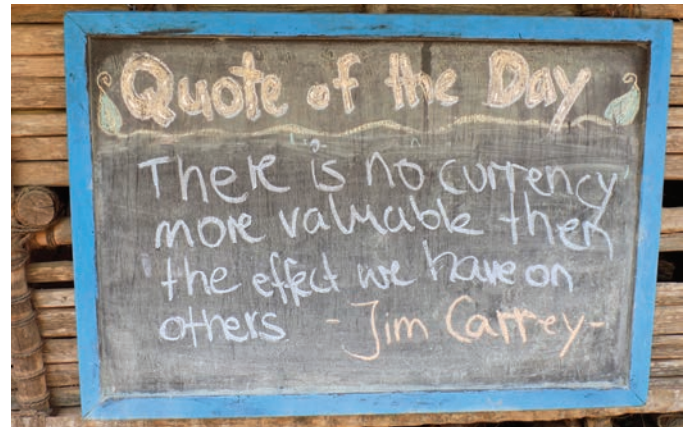 Quote of the Day
There is no currency
more valuable then
the effect we have on
others -Jim Carrey-